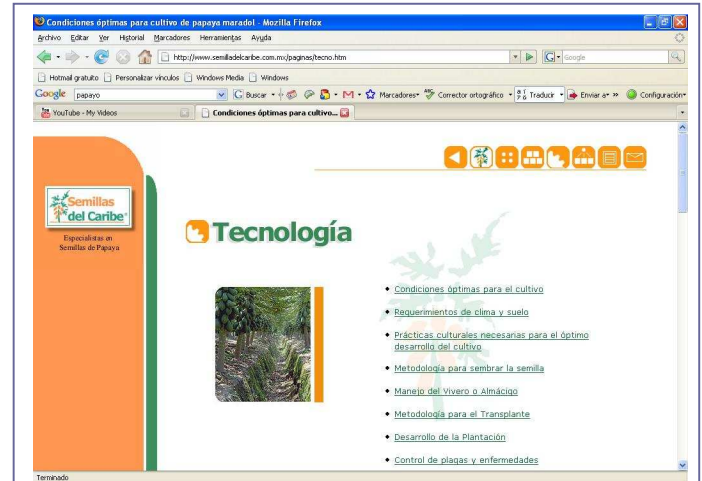 Condiciones óptimas para cultivo de papaya maradol - Mozilla Firefox
Archivo Editar Ver Historial Marcadores Herramientas Ayuda
http://www.semilladelcaribe.com.mx/paginas/tecno.htm
Google
Hotmail gratuito Personalizar vínculos Windows Media Windows
Google papayo Buscar Marcadores Corrector ortográfico Traducir Enviar a Configuración
YouTube - My Videos Condiciones óptimas para cultivo...
Semillas
del Caribe
Especialistas en
Semillas de Papaya
Tecnología
Condiciones óptimas para el cultivo
Requerimientos de clima y suelo
Prácticas culturales necesarias para el óptimo
desarrollo del cultivo
Metodología para sembrar la semilla
Manejo del Vivero o Almácigo
Metodología para el Transplante
Desarrollo de la Plantación
Control de plagas y enfermedades
Terminado